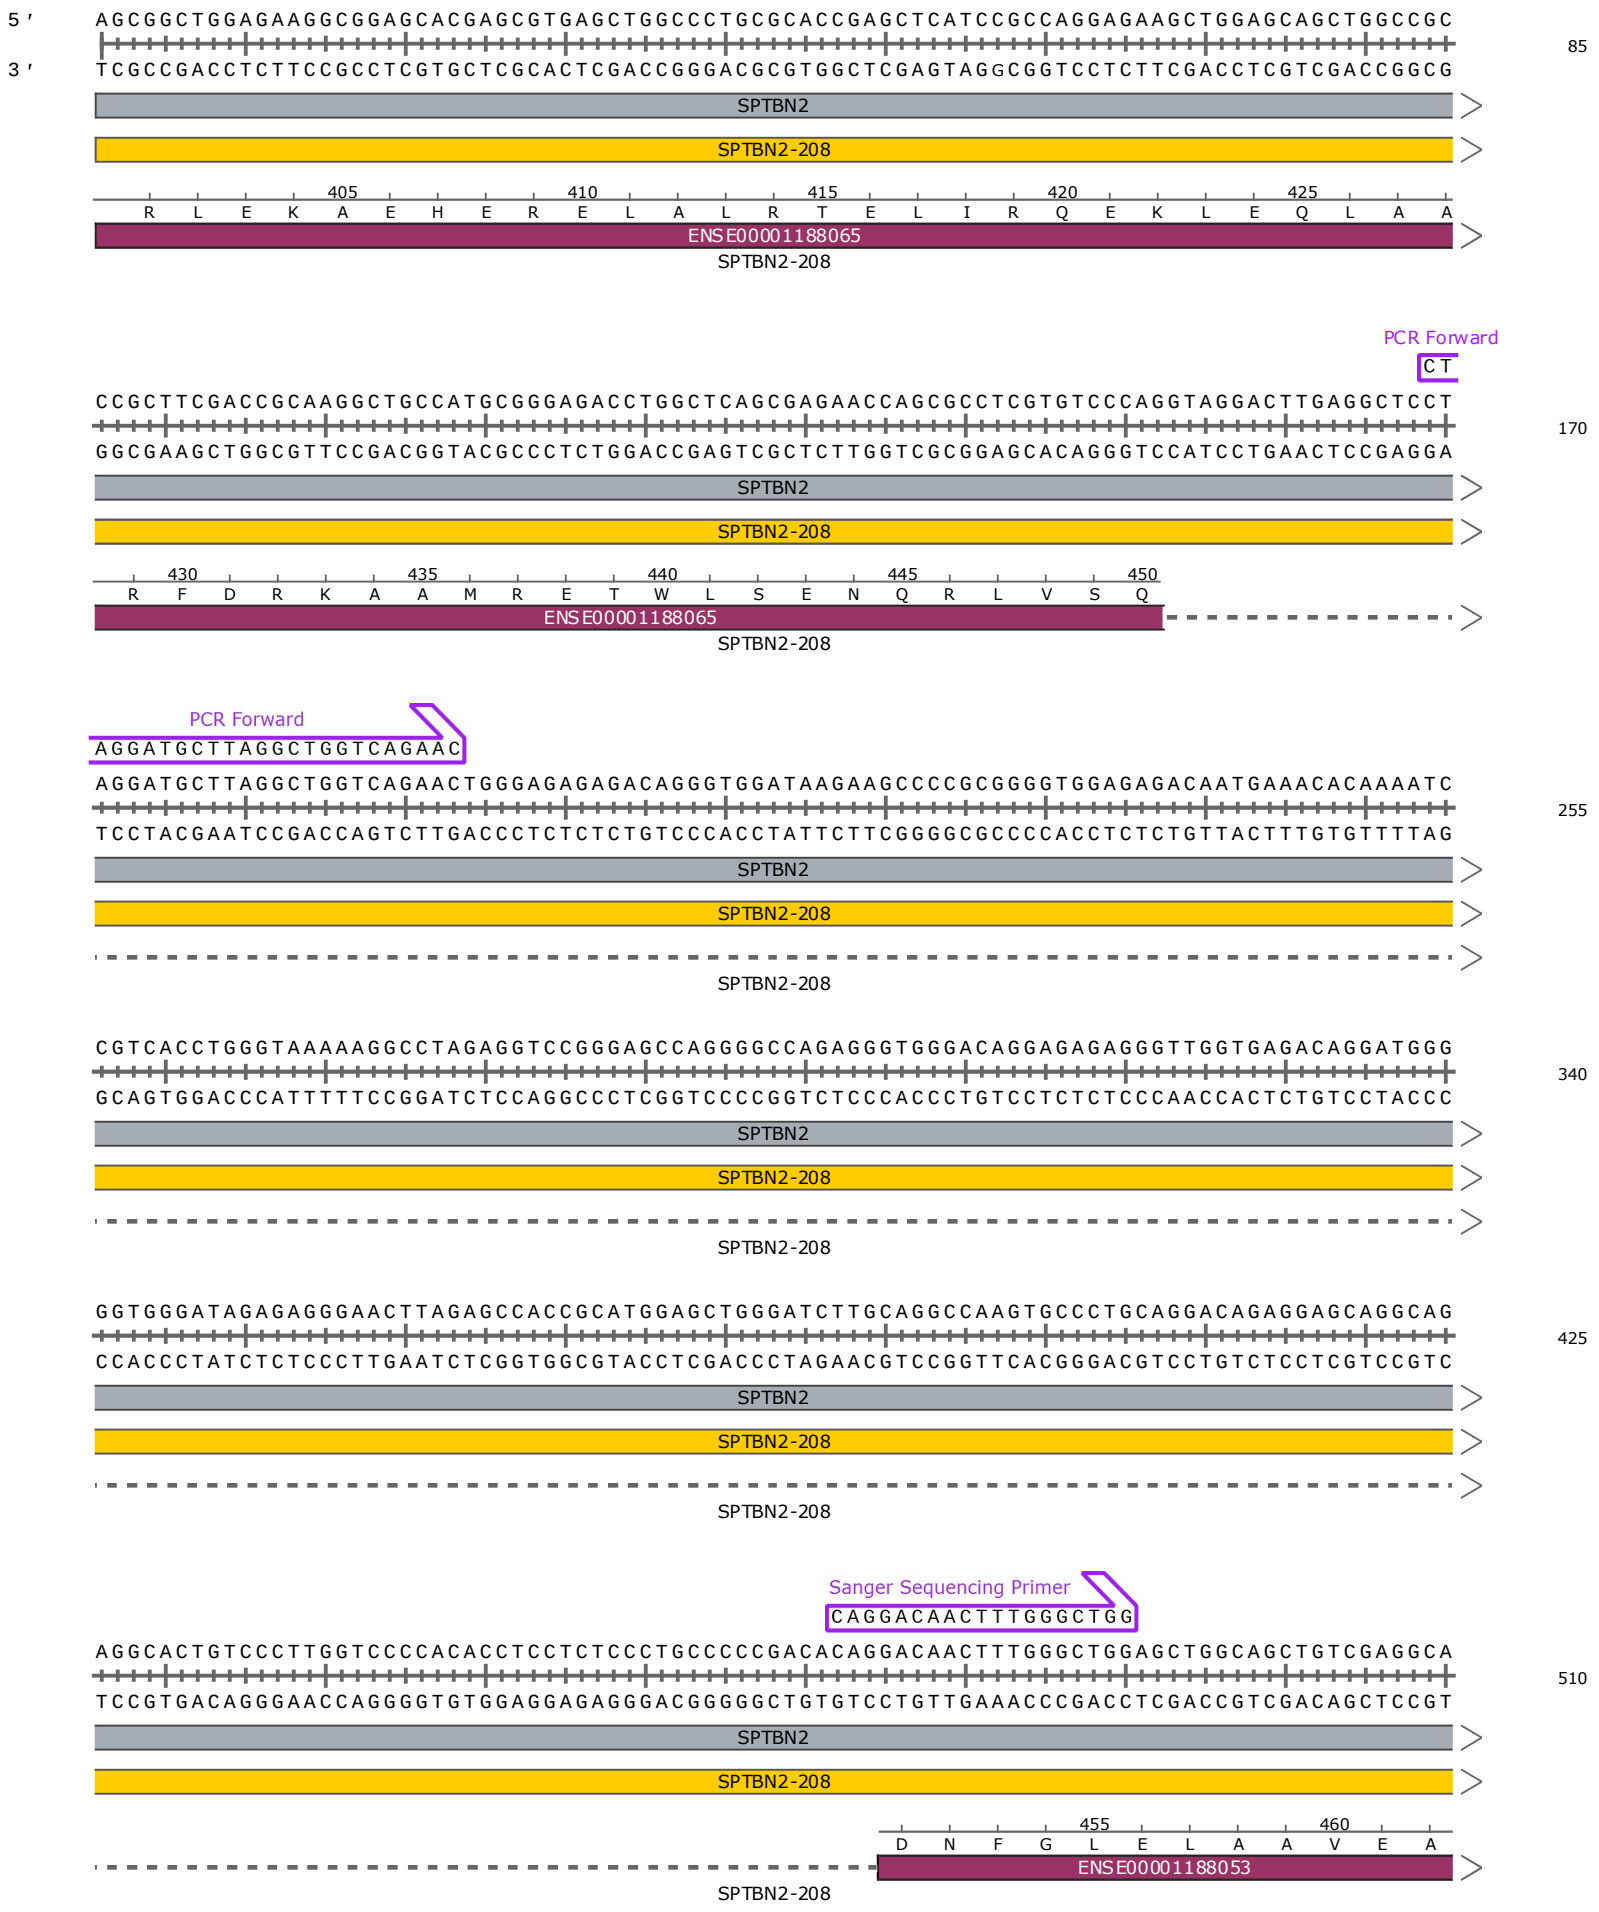 5 ′ AGCGGCTGGAGAAGGCGGAGCACGAGCGTGAGCTGGCCCTGCGCACCGAGCTCATCCGCCAGGAGAAGCTGGAGCAGCTGGCCGC
85
3 ′ TCGCCGACCTCTTCCGCCTCGTGCTCGCACTCGACCGGGACGCGTGGCTCGAGTAGGCGGTCCTCTTCGACCTCGTCGACCGGCG
SPTBN2
SPTBN2-208
405 410 415 420 425
R L E K A E H E R E L A L R T E L I R Q E K L E Q L A A
ENSE00001188065
SPTBN2-208
PCR Forward
CT
CCGCTTCGACCGCAAGGCTGCCATGCGGGAGACCTGGCTCAGCGAGAACCAGCGCCTCGTGTCCCAGGTAGGACTTGAGGCTCCT
170
GGCGAAGCTGGCGTTCCGACGGTACGCCCTCTGGACCGAGTCGCTCTTGGTCGCGGAGCACAGGGTCCATCCTGAACTCCGAGGA
SPTBN2
SPTBN2-208
430 435 440 445 450
R F D R K A A M R E T W L S E N Q R L V S Q
ENSE00001188065
SPTBN2-208
PCR Forward
AGGATGCTTAGGCTGGTCAGAAC
AGGATGCTTAGGCTGGTCAGAACTGGGAGAGAGACAGGGTGGATAAGAAGCCCCGCGGGGTGGAGAGACAATGAAACACAAAATC
255
TCCTACGAATCCGACCAGTCTTGACCCTCTCTCTGTCCCACCTATTCTTCGGGGCGCCCCACCTCTCTGTTACTTTGTGTTTTAG
SPTBN2
SPTBN2-208
SPTBN2-208
CGTCACCTGGGTAAAAAGGCCTAGAGGTCCGGGAGCCAGGGGCCAGAGGGTGGGACAGGAGAGAGGGTTGGTGAGACAGGATGGG
340
GCAGTGGACCCATTTTTCCGGATCTCCAGGCCCTCGGTCCCCGGTCTCCCACCCTGTCCTCTCTCCCAACCACTCTGTCCTACCC
SPTBN2
SPTBN2-208
SPTBN2-208
GGTGGGATAGAGAGGGAACTTAGAGCCACCGCATGGAGCTGGGATCTTGCAGGCCAAGTGCCCTGCAGGACAGAGGAGCAGGCAG
425
CCACCCTATCTCTCCCTTGAATCTCGGTGGCGTACCTCGACCCTAGAACGTCCGGTTCACGGGACGTCCTGTCTCCTCGTCCGTC
SPTBN2
SPTBN2-208
SPTBN2-208
Sanger Sequencing Primer
CAGGACAACTTTGGGCTGG
AGGCACTGTCCCTTGGTCCCCACACCTCCTCTCCCTGCCCCCGACACAGGACAACTTTGGGCTGGAGCTGGCAGCTGTCGAGGCA
510
TCCGTGACAGGGAACCAGGGGTGTGGAGGAGAGGGACGGGGGCTGTGTCCTGTTGAAACCCGACCTCGACCGTCGACAGCTCCGT
SPTBN2
SPTBN2-208
455 460
D N F G L E L A A V E A
ENSE00001188053
SPTBN2-208